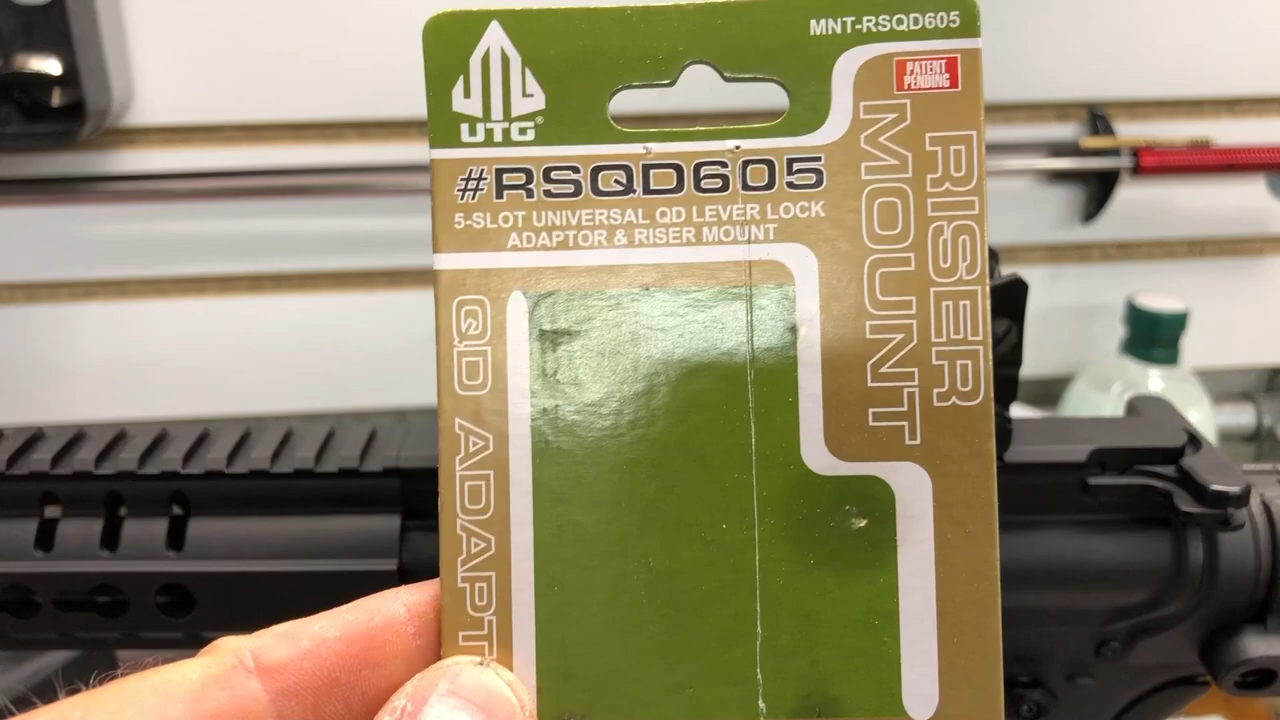 MNT-RSQD605
UTG®
PATENT
PENDING
#RSQD605
5-SLOT UNIVERSAL QD LEVER LOCK
ADAPTOR & RISER MOUNT
RISER
MOUNT
QD ADAPT